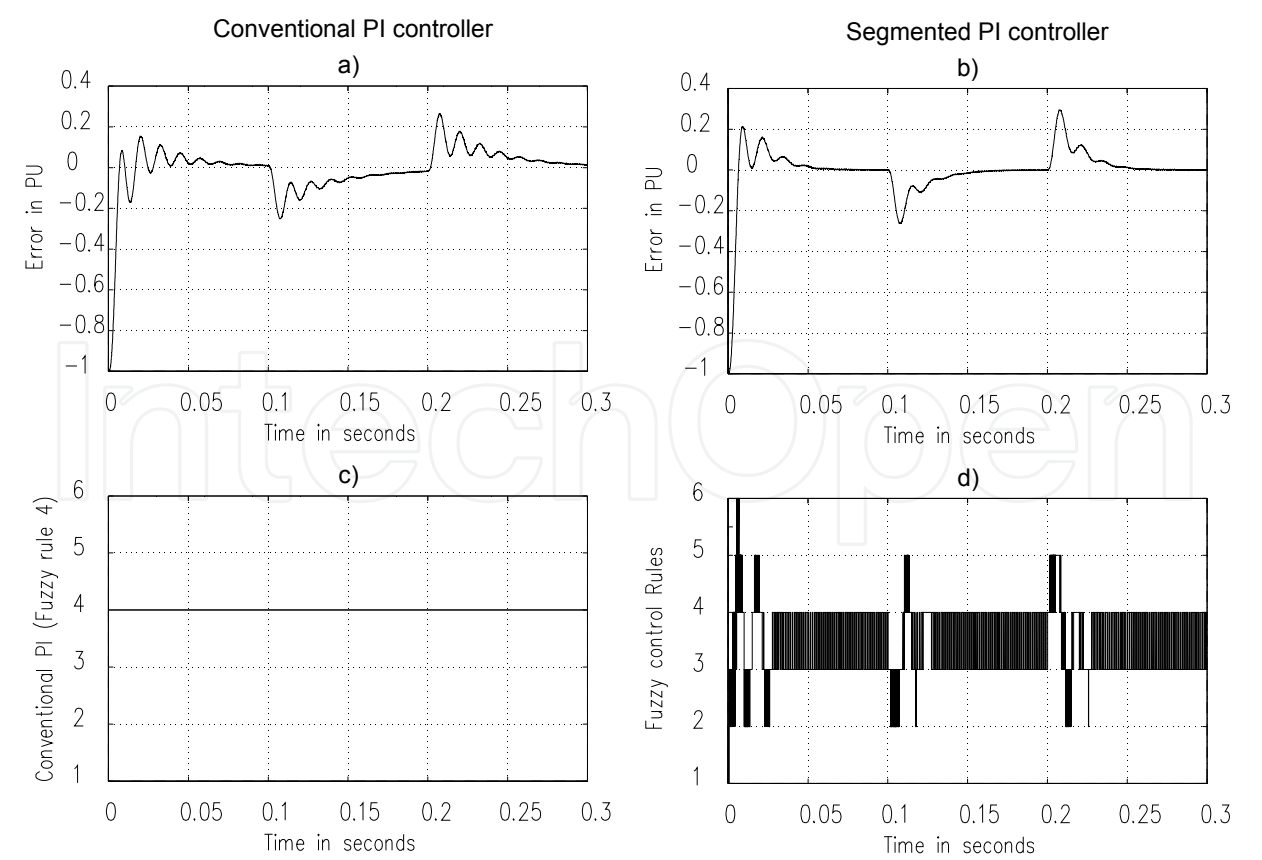 Conventional PI controller
Segmented PI controller
a)
b)
0.4
0.2
0
−0.2
−0.4
−0.6
−0.8
−1
Error in PU
0 0.05 0.1 0.15 0.2 0.25 0.3
Time in seconds
0.4
0.2
0
−0.2
−0.4
−0.6
−0.8
−1
Error in PU
0 0.05 0.1 0.15 0.2 0.25 0.3
Time in seconds
IntechOpen
c)
d)
6
5
4
3
2
1
Conventional PI (Fuzzy rule 4)
0 0.05 0.1 0.15 0.2 0.25 0.3
Time in seconds
6
5
4
3
2
1
Fuzzy control Rules
0 0.05 0.1 0.15 0.2 0.25 0.3
Time in seconds